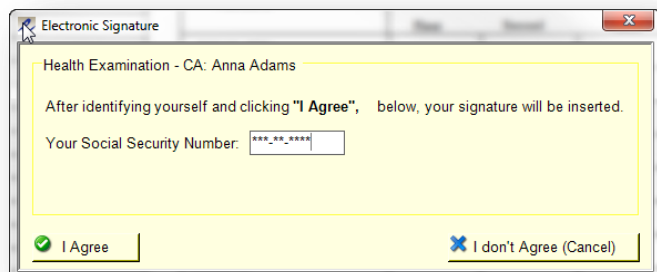 Electronic Signature
Health Examination - CA: Anna Adams
After identifying yourself and clicking "I Agree", below, your signature will be inserted.
Your Social Security Number: ***-**-****
I Agree
I don't Agree (Cancel)